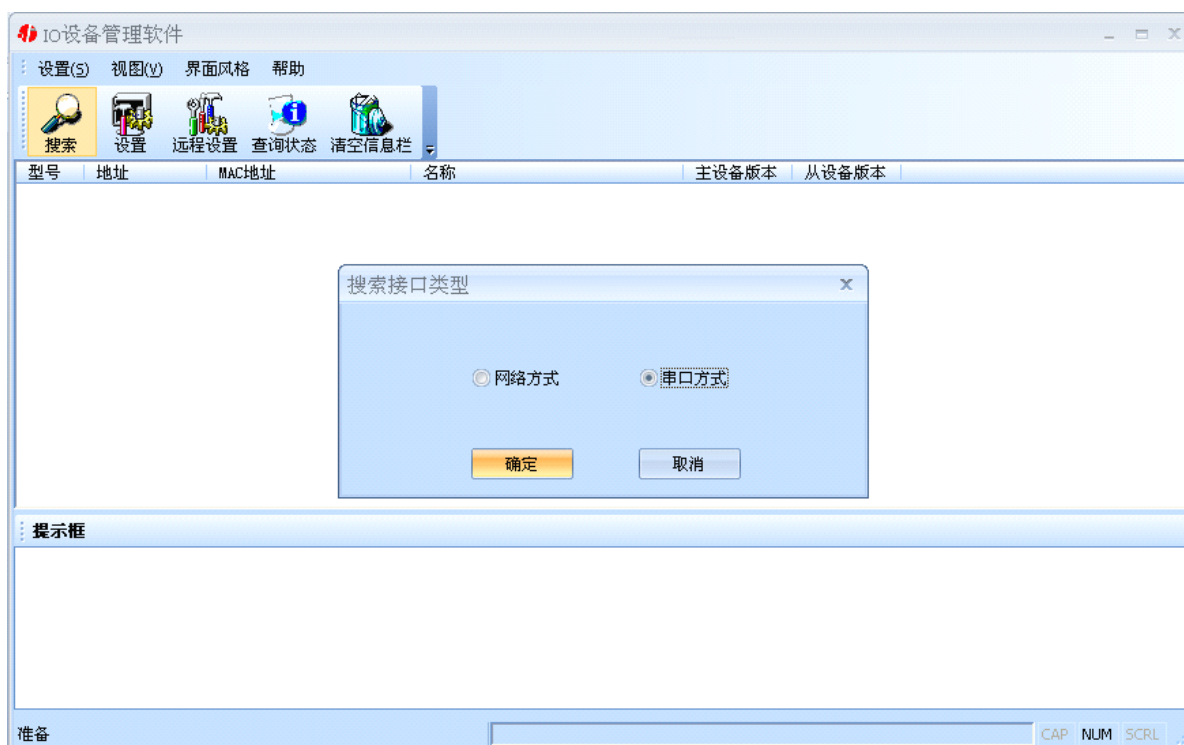 IO设备管理软件
设置(S) 视图(V) 界面风格 帮助
搜索 设置 远程设置 查询状态 清空信息栏
型号 地址 MAC地址 名称 主设备版本 从设备版本
搜索接口类型
网络方式 串口方式
确定 取消
提示框
准备 CAP NUM SCRL